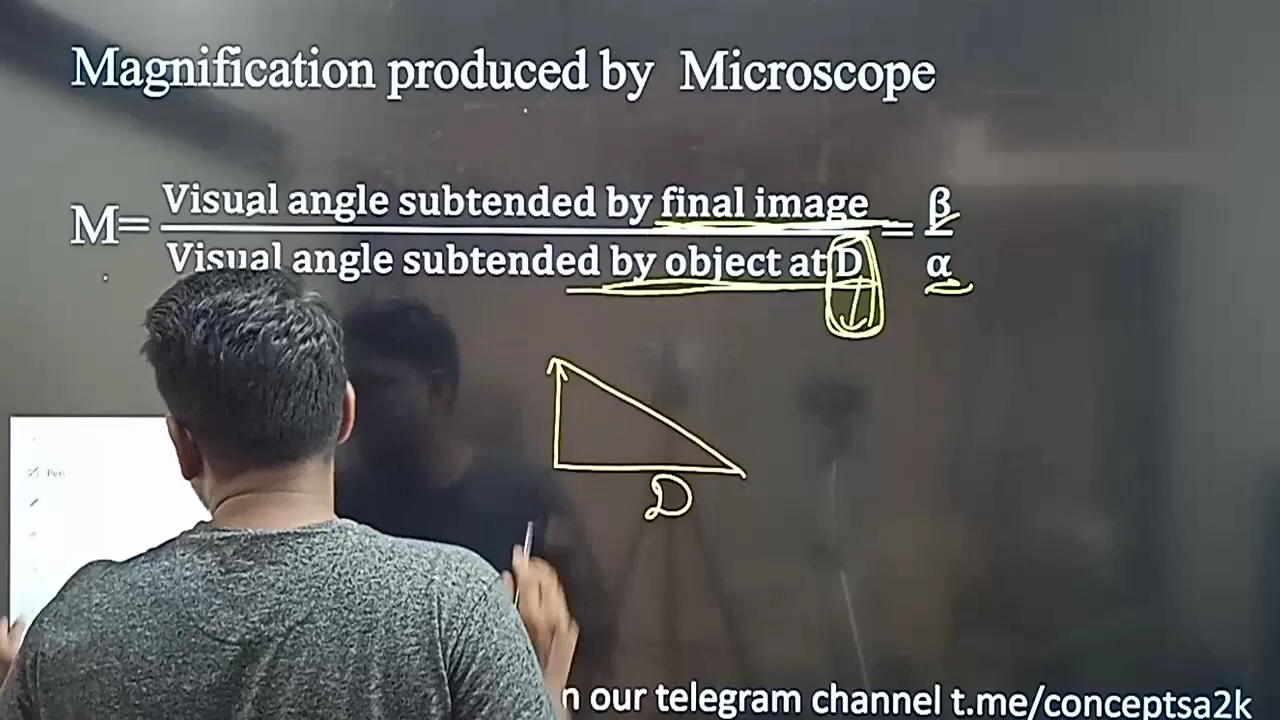 Magnification produced by Microscope
M= Visual angle subtended by final image = β
Visual angle subtended by object at D α
D
Pen
n our telegram channel t.me/conceptsa2k